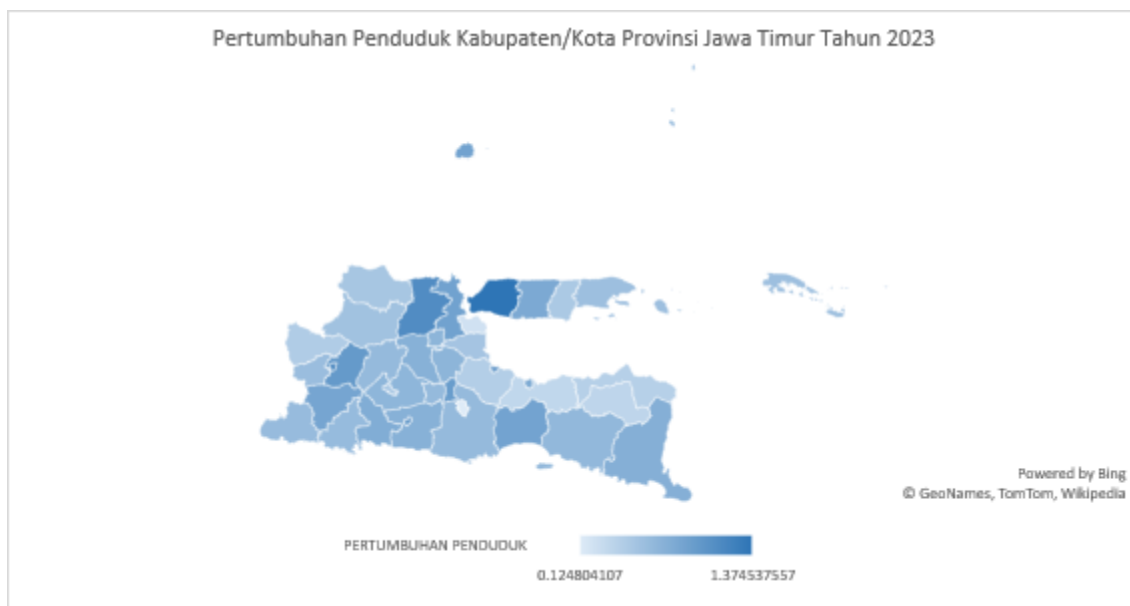 Pertumbuhan Penduduk Kabupaten/Kota Provinsi Jawa Timur Tahun 2023
Powered by Bing
© GeoNames, TomTom, Wikipedia
PERTUMBUHAN PENDUDUK
0.124804107 1.374537557